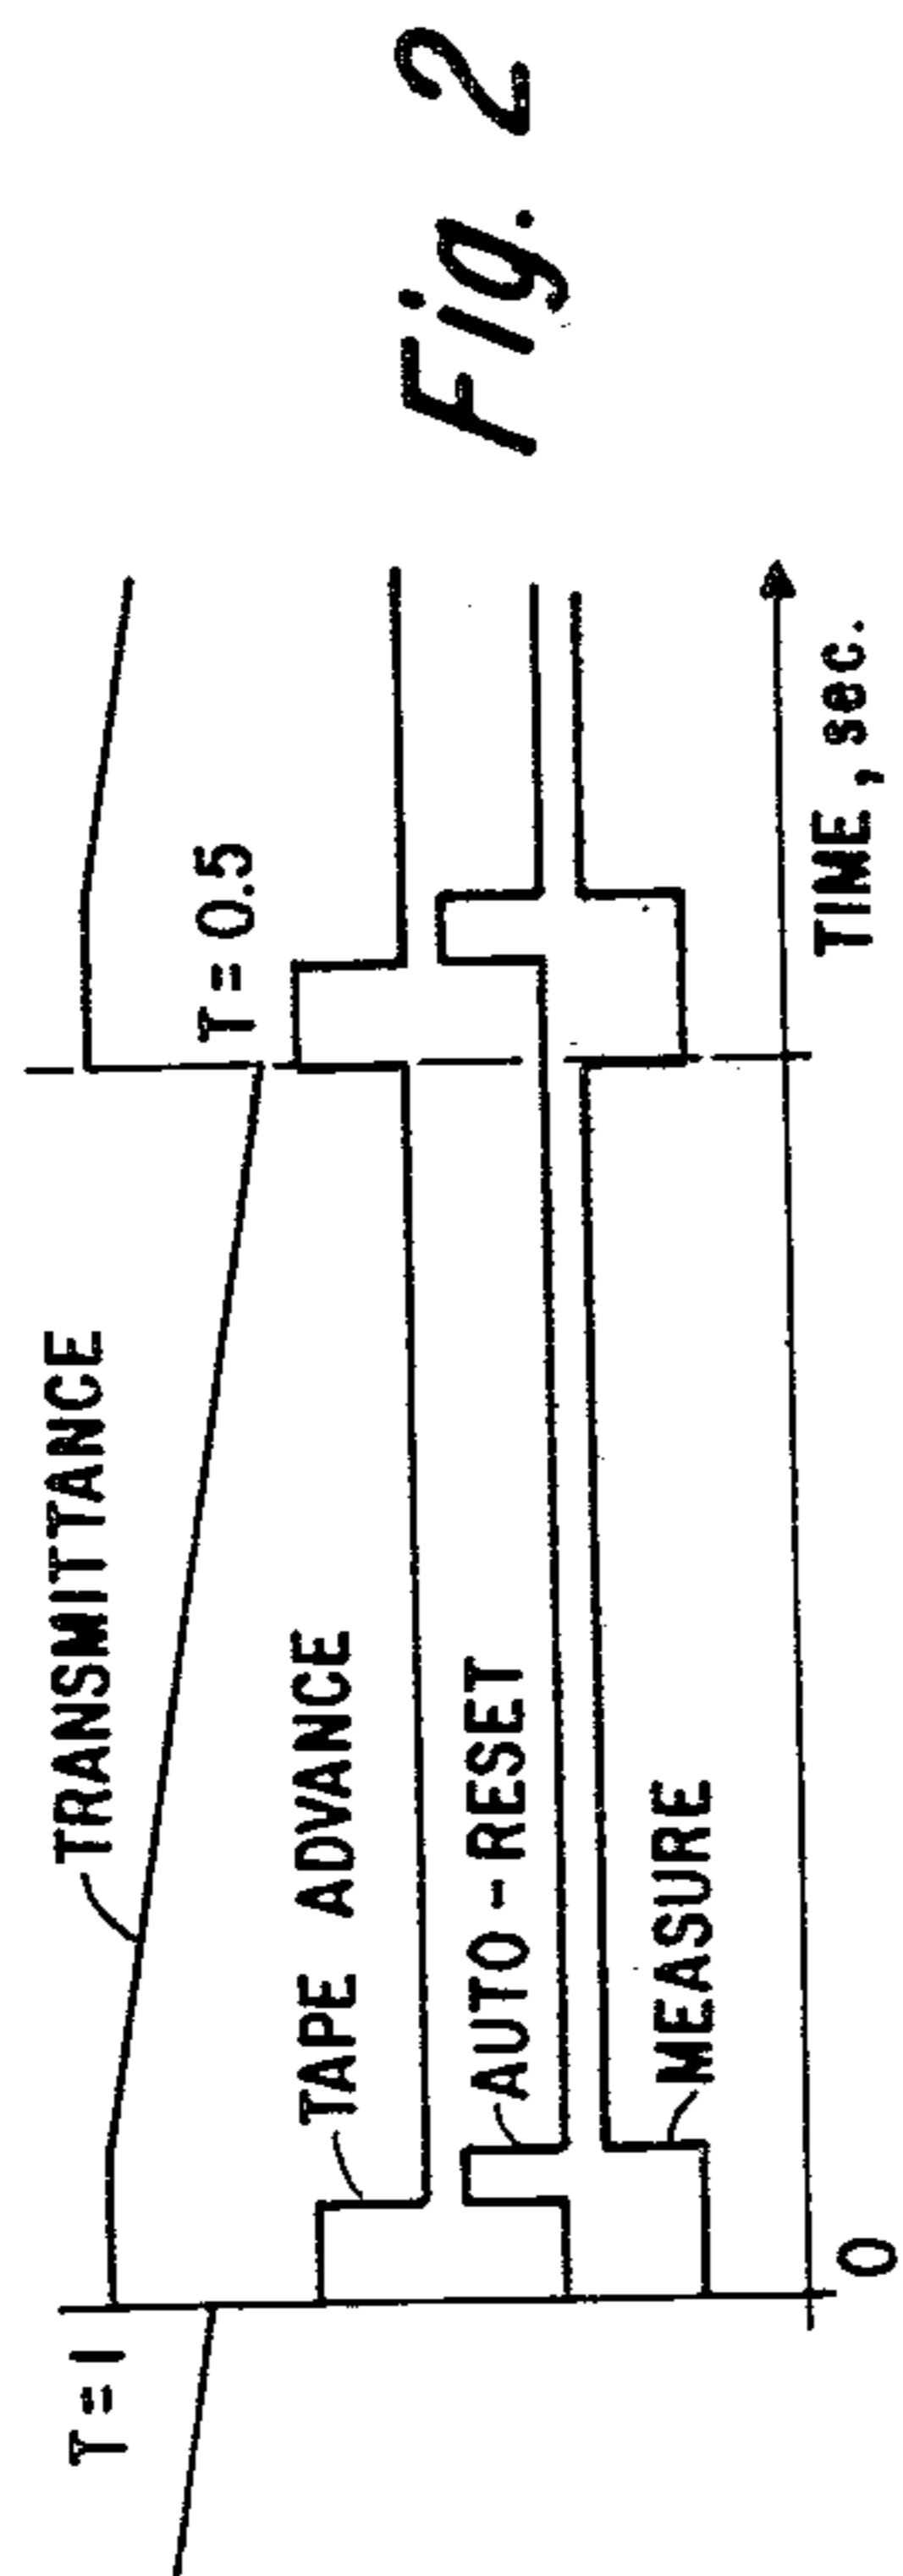 T=1
TRANSMITTANCE
T=0.5
TAPE ADVANCE
AUTO-RESET
MEASURE
0
TIME, sec.
Fig. 2